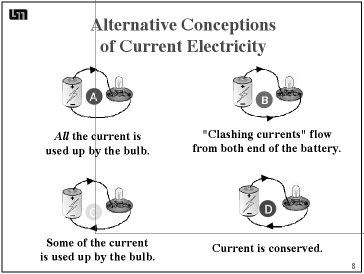 Alternative Conceptions
of Current Electricity
A
B
All the current is
used up by the bulb.
"Clashing currents" flow
from both end of the battery.
C
D
Some of the current
is used up by the bulb.
Current is conserved.
8